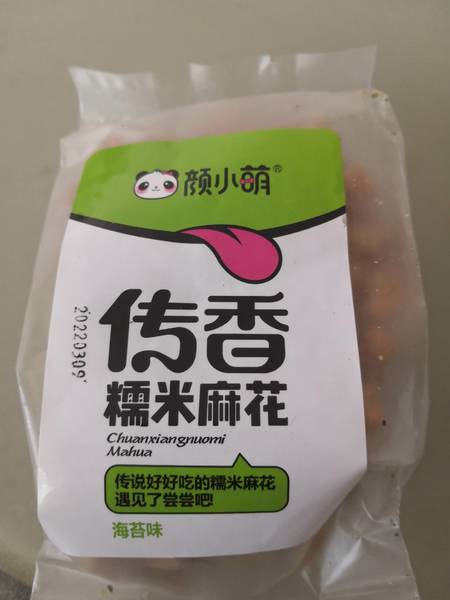 颜小萌®
20220309
传香
糯米麻花
Chuanxiangnuomi
Mahua
传说好好吃的糯米麻花
遇见了尝尝吧!
海苔味